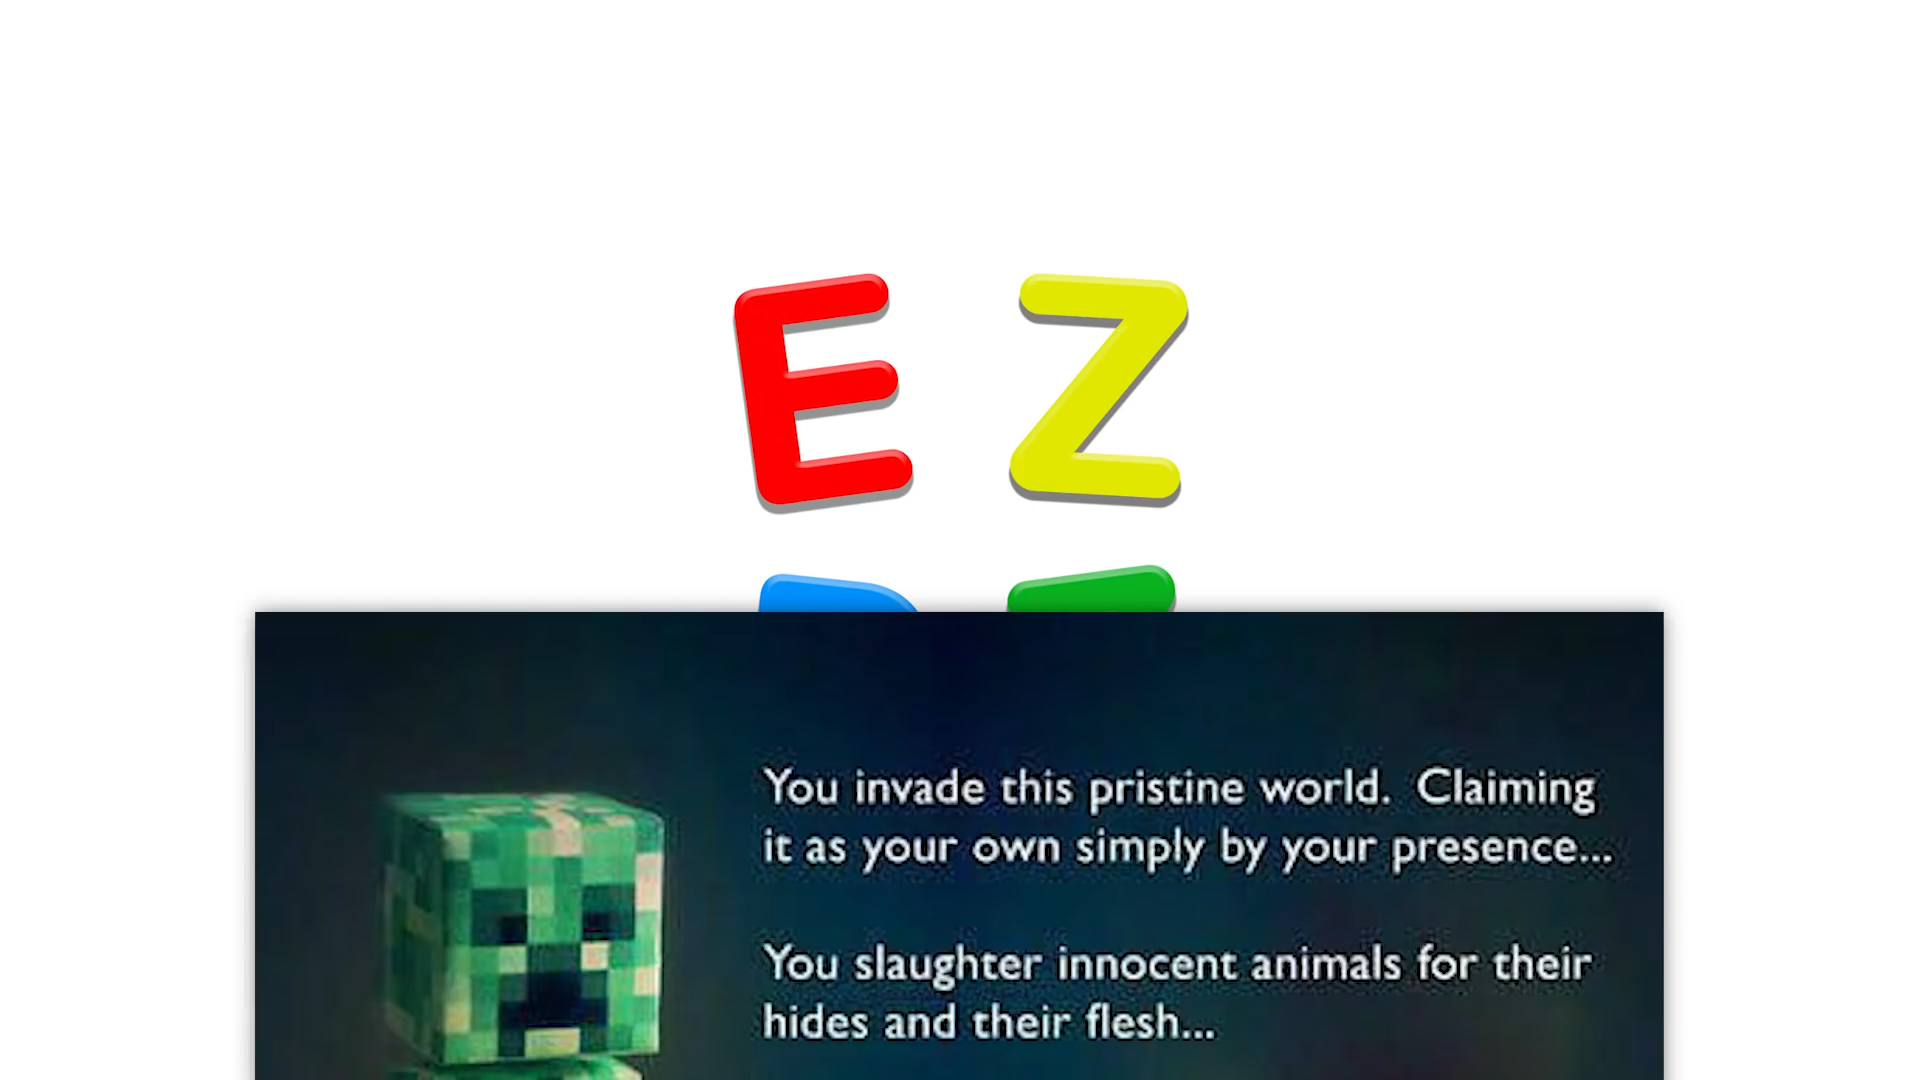 E Z
You invade this pristine world. Claiming
it as your own simply by your presence...
You slaughter innocent animals for their
hides and their flesh...